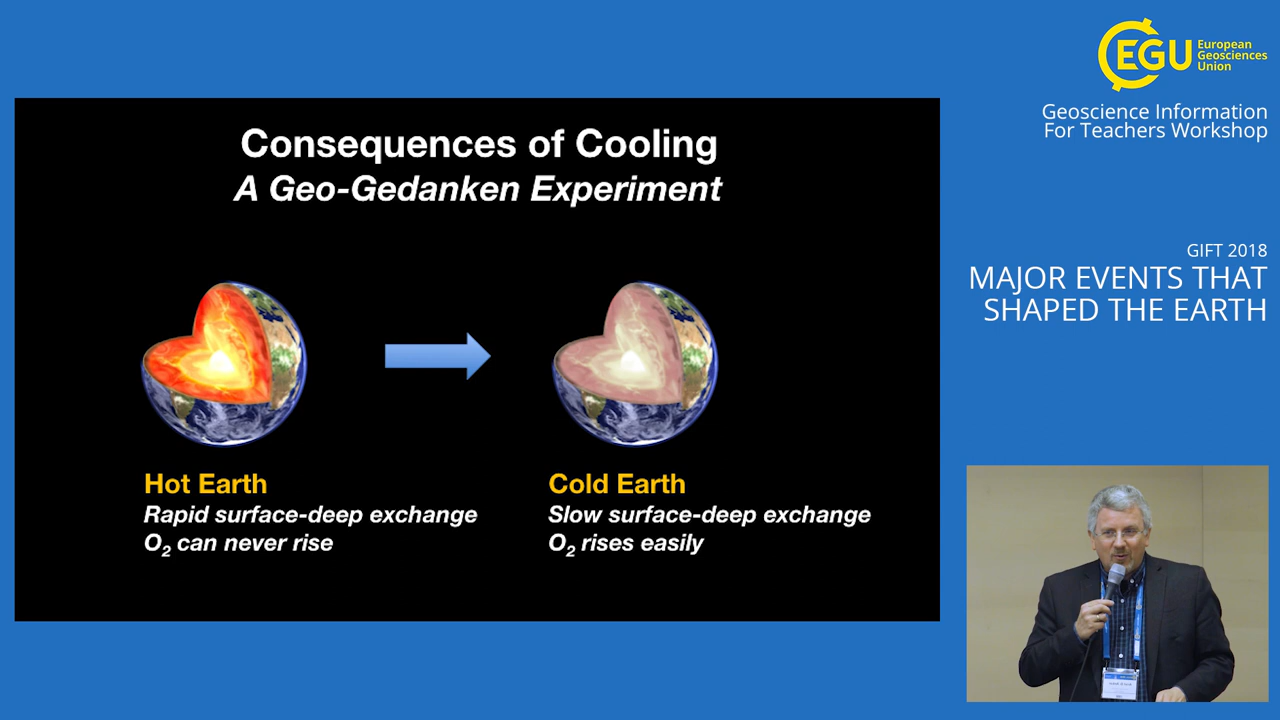 Consequences of Cooling
A Geo-Gedanken Experiment
Hot Earth
Rapid surface-deep exchange
O2 can never rise
Cold Earth
Slow surface-deep exchange
O2 rises easily
EGU
European
Geosciences
Union
Geoscience Information
For Teachers Workshop
GIFT 2018
MAJOR EVENTS THAT
SHAPED THE EARTH